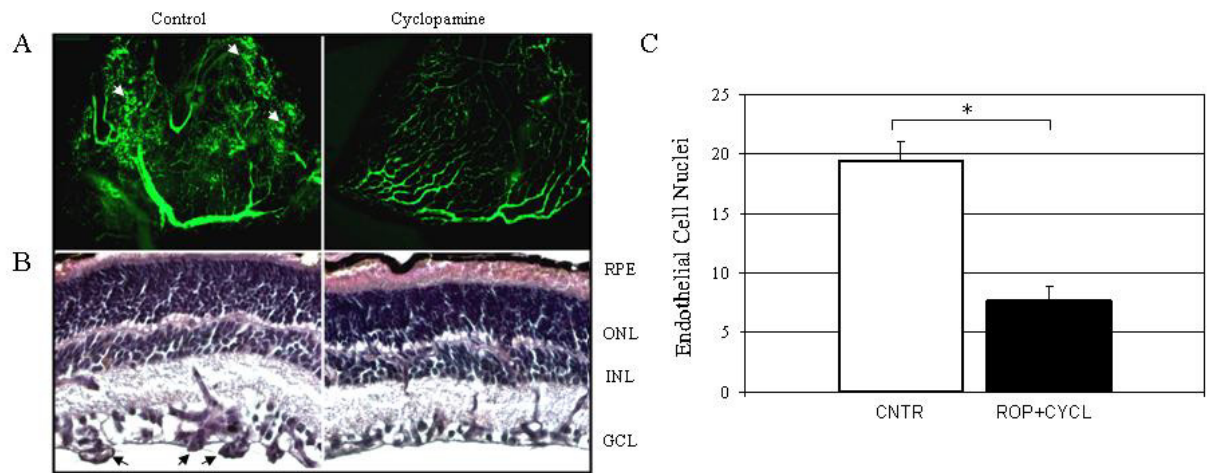 Control
Cyclopamine
A
B
RPE
ONL
INL
GCL
C
Endothelial Cell Nuclei
25
20
15
10
5
0
*
CNTR
ROP+CYCL